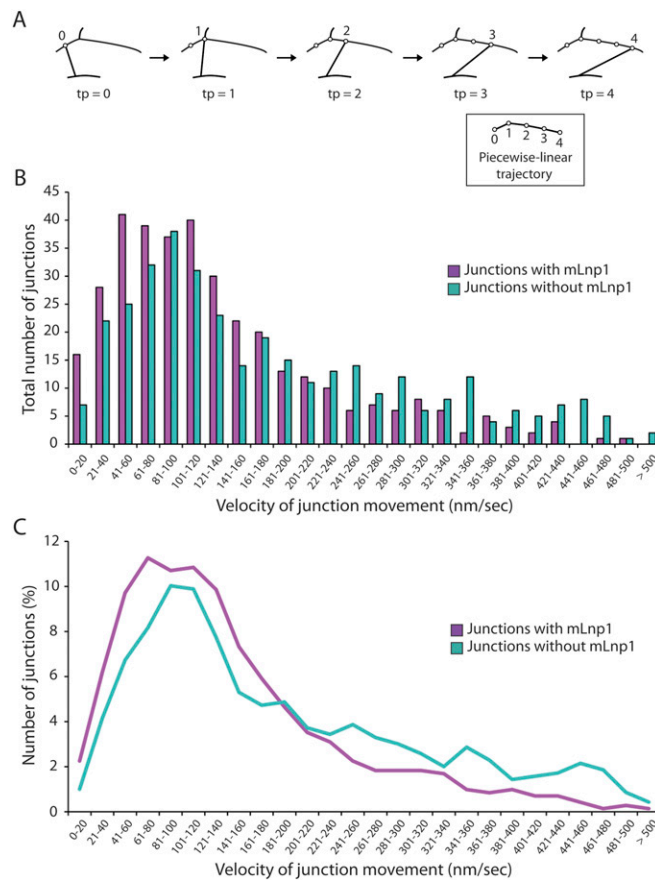 A
0 1 2 3 4
tp = 0 tp = 1 tp = 2 tp = 3 tp = 4
0 1 2 3 4
Piecewise-linear
trajectory
B
Total number of junctions
45
40
35
30
25
20
15
10
5
0
Junctions with mLnp1
Junctions without mLnp1
0-20 21-40 41-60 61-80 81-100 101-120 121-140 141-160 161-180 181-200 201-220 221-240 241-260 261-280 281-300 301-320 321-340 341-360 361-380 381-400 401-420 421-440 441-460 461-480 481-500 > 500
Velocity of junction movement (nm/sec)
C
Number of junctions (%)
12
10
8
6
4
2
0
Junctions with mLnp1
Junctions without mLnp1
0-20 21-40 41-60 61-80 81-100 101-120 121-140 141-160 161-180 181-200 201-220 221-240 241-260 261-280 281-300 301-320 321-340 341-360 361-380 381-400 401-420 421-440 441-460 461-480 481-500 > 500
Velocity of junction movement (nm/sec)